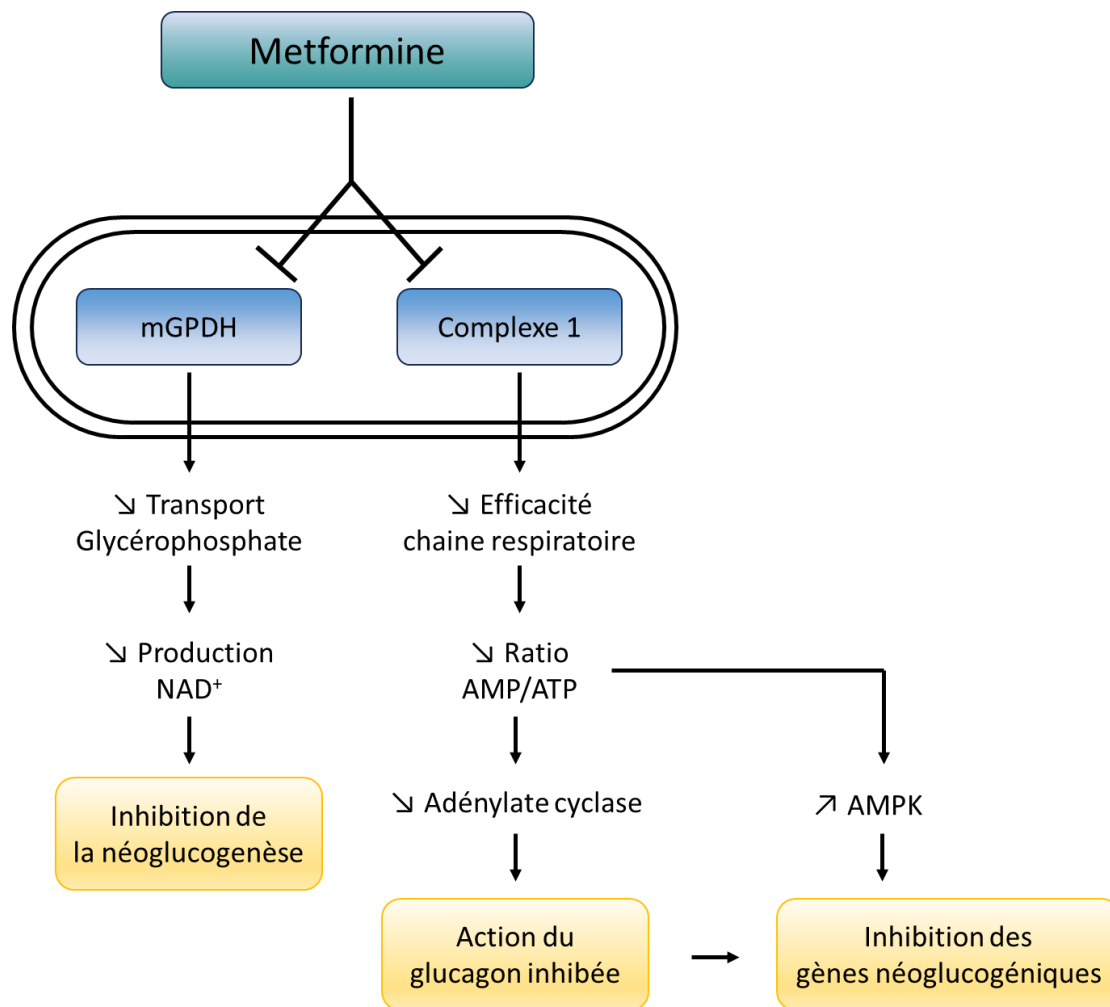 Metformine
mGPDH
Complexe 1
↘ Transport
Glycérophosphate
↘ Efficacité
chaine respiratoire
↘ Production
NAD⁺
↘ Ratio
AMP/ATP
Inhibition de
la néoglucogenèse
↘ Adénylate cyclase
↗ AMPK
Action du
glucagon inhibée
Inhibition des
gènes néoglucogéniques